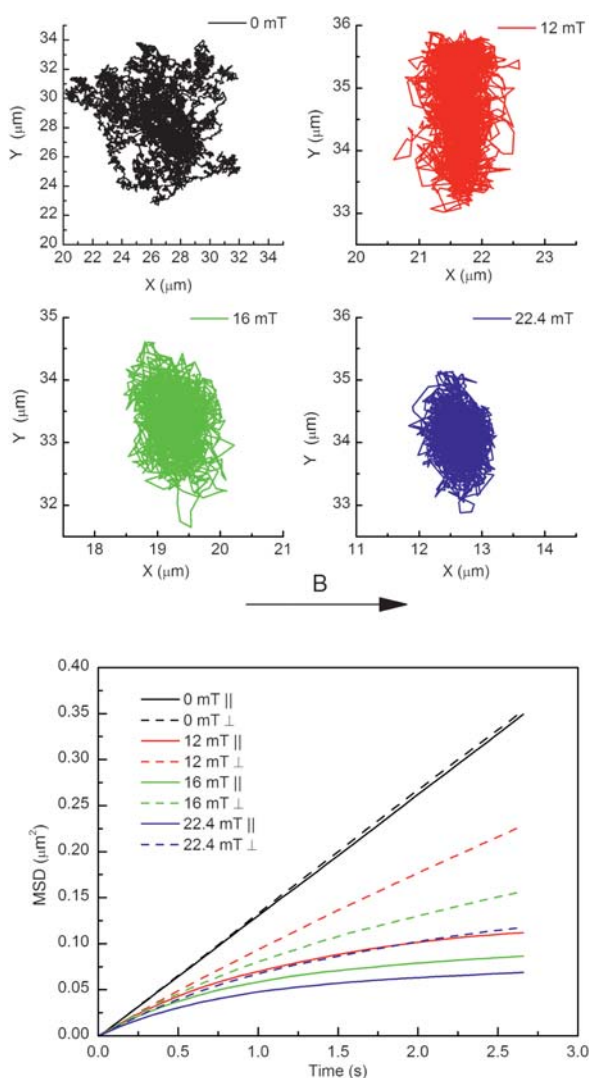 0 mT
Y (μm)
34
32
30
28
26
24
22
20
20 22 24 26 28 30 32 34
X (μm)
12 mT
Y (μm)
36
35
34
33
20 21 22 23
X (μm)
16 mT
Y (μm)
35
34
33
32
18 19 20 21
X (μm)
22.4 mT
Y (μm)
36
35
34
33
11 12 13 14
X (μm)
B
MSD (μm²)
0.40
0.35
0.30
0.25
0.20
0.15
0.10
0.05
0.00
0 mT ||
0 mT ⊥
12 mT ||
12 mT ⊥
16 mT ||
16 mT ⊥
22.4 mT ||
22.4 mT ⊥
0.0 0.5 1.0 1.5 2.0 2.5 3.0
Time (s)